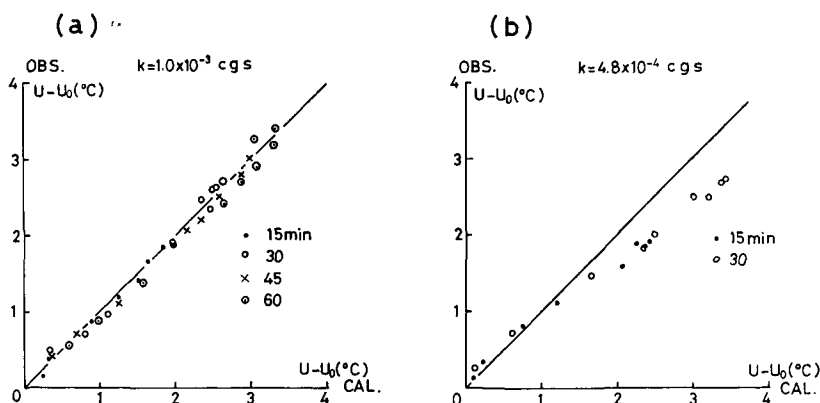 (a)
OBS.
k=1.0x10⁻³ cgs
U-U₀(°C)
4
3
2
1
0
1
2
3
4
U-U₀(°C)
CAL.
• 15min
○ 30
× 45
⊙ 60
(b)
OBS.
k=4.8x10⁻⁴ cgs
4
U-U₀(°C)
3
2
1
0
1
2
3
4
U-U₀(°C)
CAL.
• 15min
○ 30